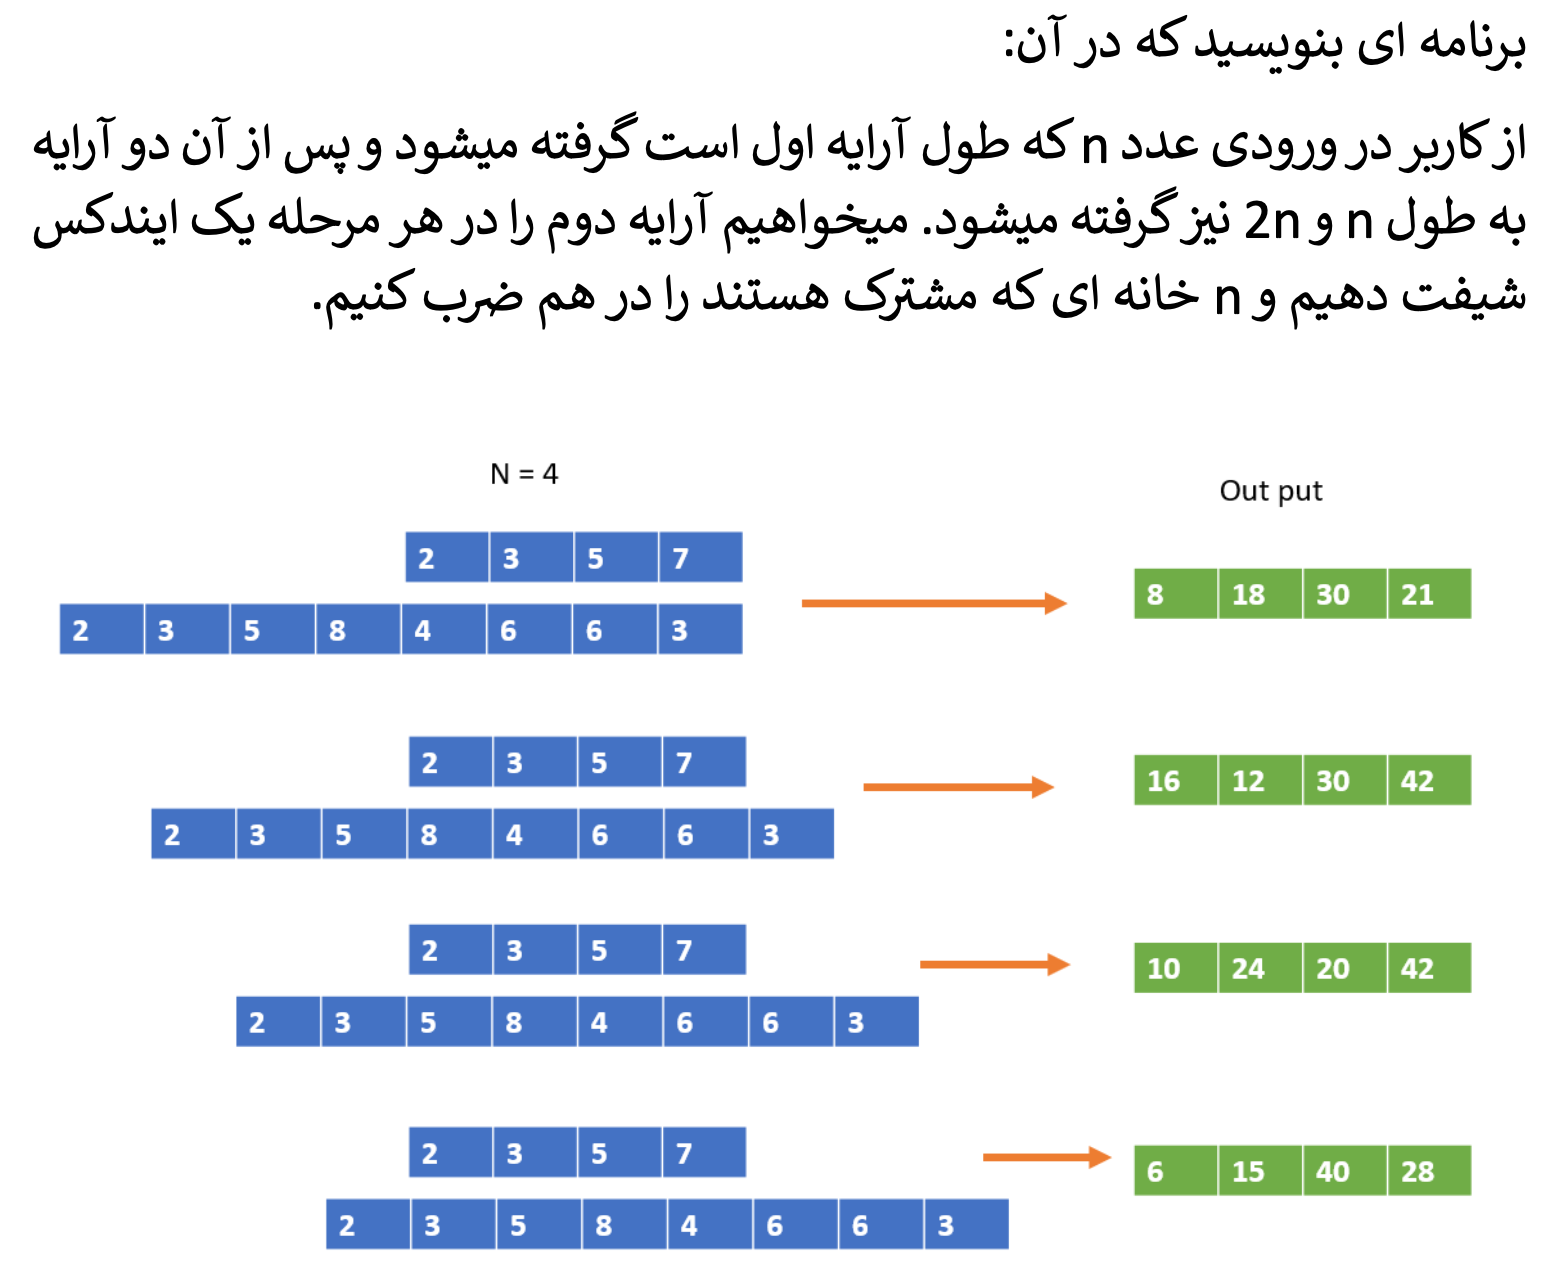 برنامه ای بنویسید که در آن:
از کاربر در ورودی عدد n که طول آرایه اول است گرفته میشود و پس از آن دو آرایه
به طول n و 2n نیز گرفته میشود. میخواهیم آرایه دوم را در هر مرحله یک ایندکس
شیفت دهیم و n خانه ای که مشترک هستند را در هم ضرب کنیم.
N = 4
Out put
2 3 5 7
2 3 5 8 4 6 6 3
8 18 30 21
2 3 5 7
2 3 5 8 4 6 6 3
16 12 30 42
2 3 5 7
2 3 5 8 4 6 6 3
10 24 20 42
2 3 5 7
2 3 5 8 4 6 6 3
6 15 40 28